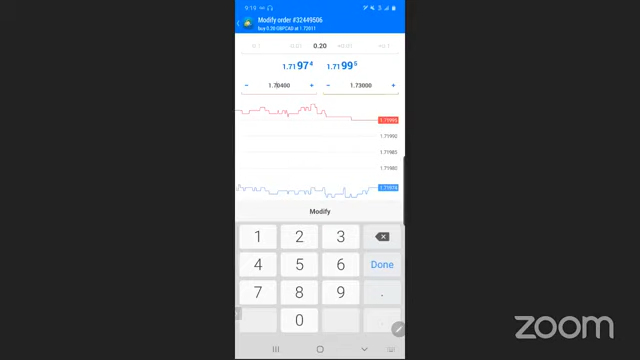 9:19
Modify order #32449506
buy 0.20 GBPCAD at 1.72011
0.20
1.71974 1.71995
- 1.70400 + - 1.73000 +
1.71995
1.71990
1.71985
1.71980
1.71974
Modify
1 2 3
4 5 6 Done
7 8 9 .
0
zoom